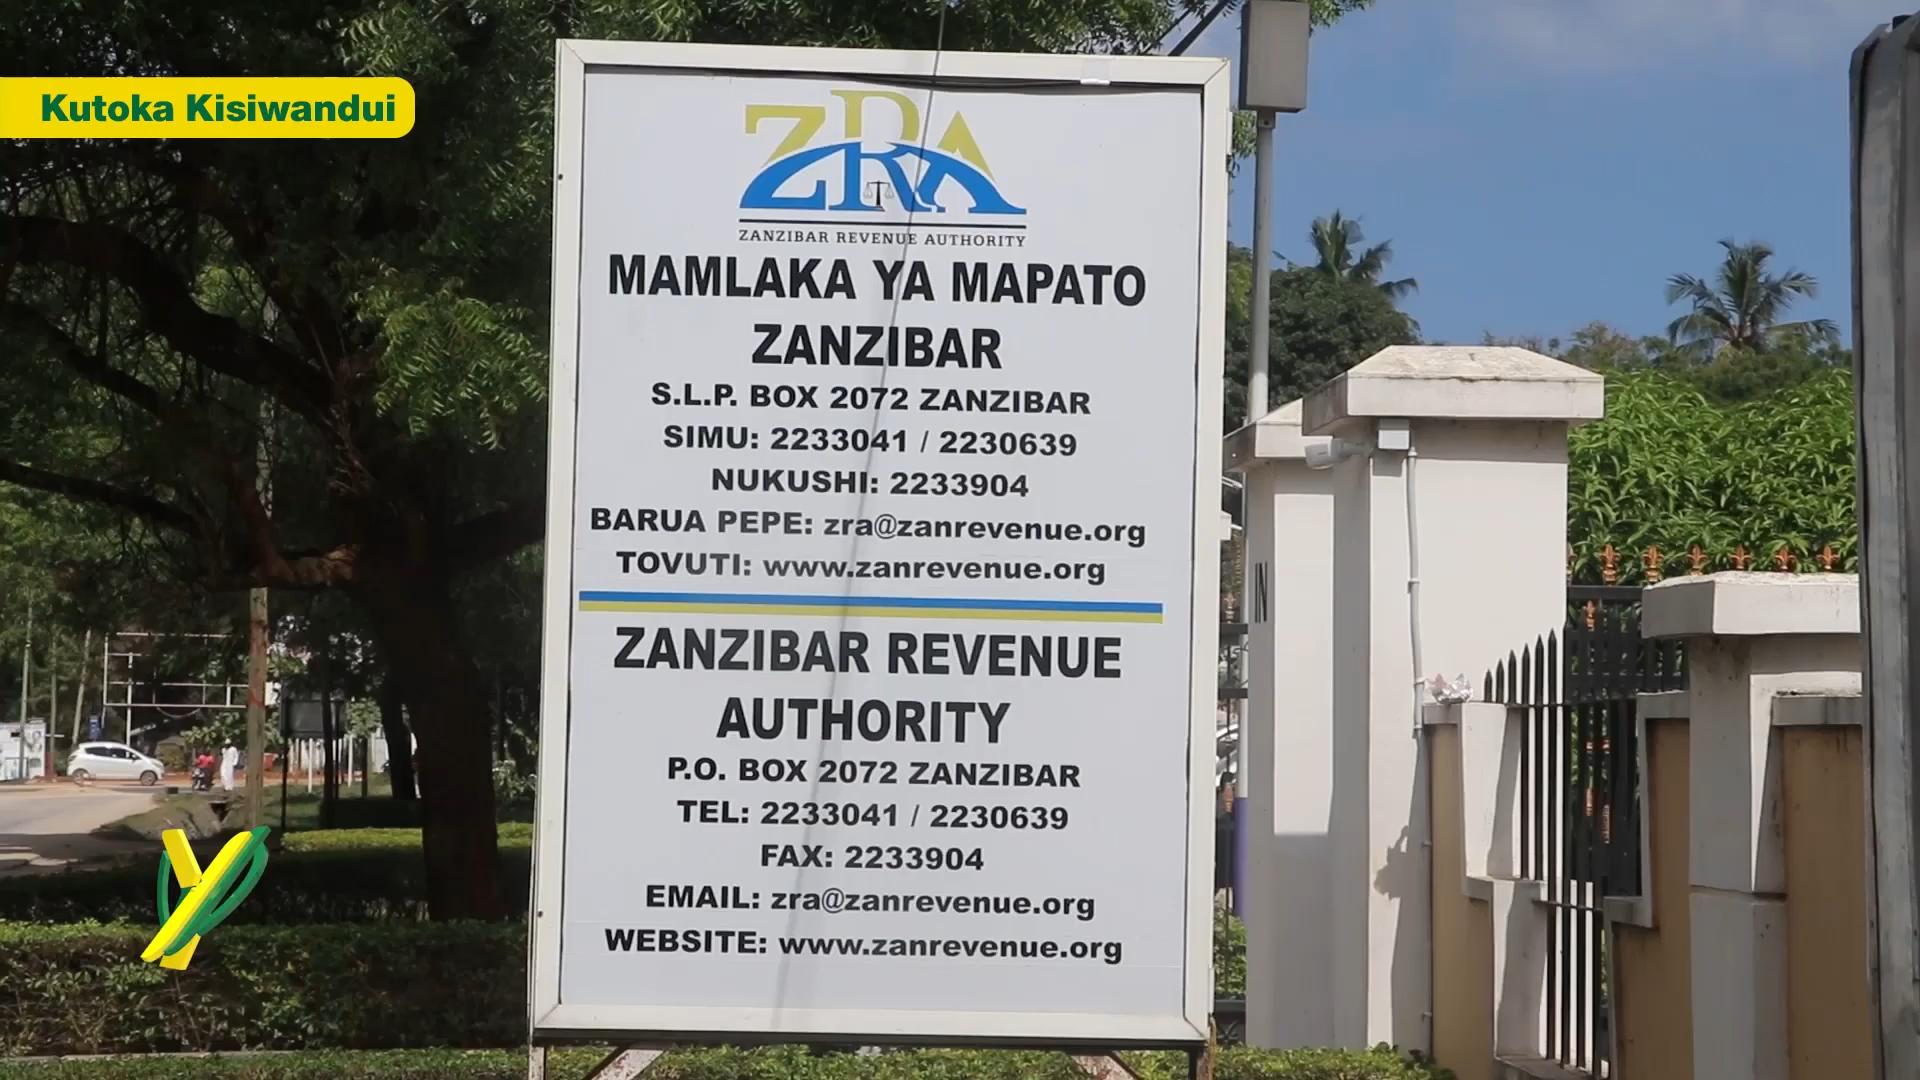 Kutoka Kisiwandui
ZRA
ZRA
ZANZIBAR REVENUE AUTHORITY
MAMLAKA YA MAPATO
ZANZIBAR
S.L.P. BOX 2072 ZANZIBAR
SIMU: 2233041 / 2230639
NUKUSHI: 2233904
BARUA PEPE: zra@zanrevenue.org
TOVUTI: www.zanrevenue.org
ZANZIBAR REVENUE
AUTHORITY
P.O. BOX 2072 ZANZIBAR
TEL: 2233041 / 2230639
FAX: 2233904
EMAIL: zra@zanrevenue.org
WEBSITE: www.zanrevenue.org
IN